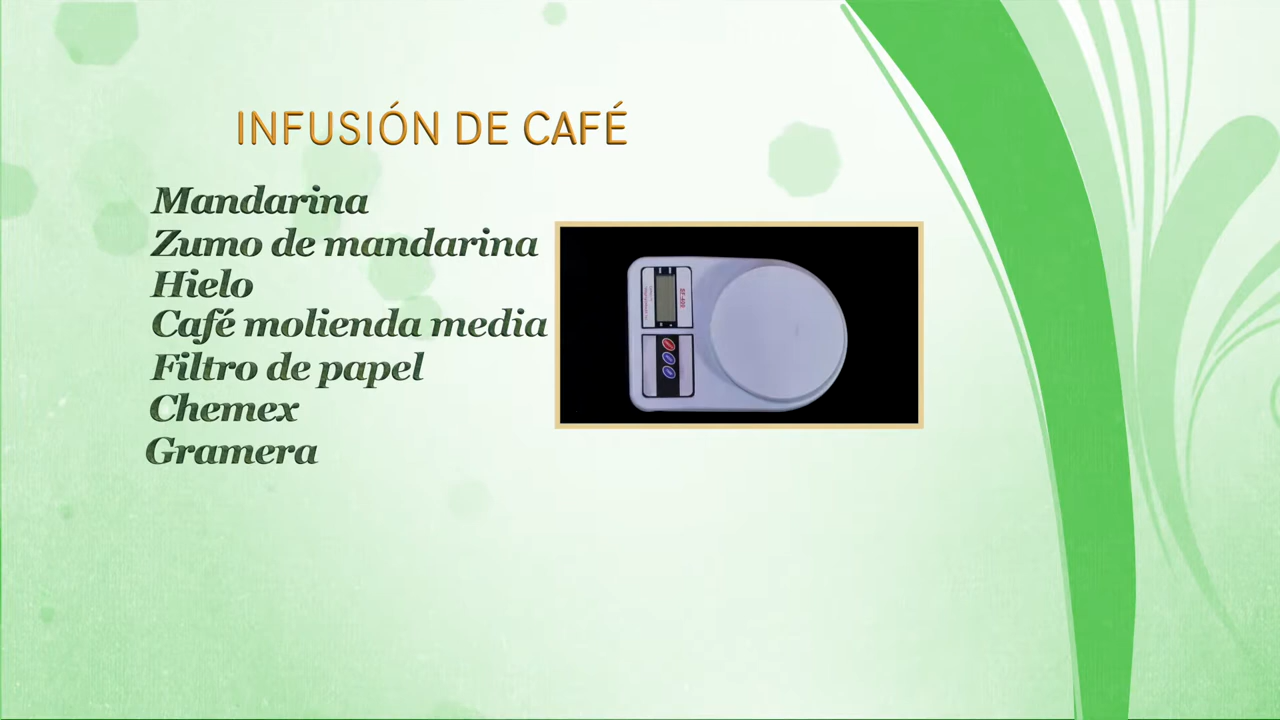 INFUSIÓN DE CAFÉ
Mandarina
Zumo de mandarina
Hielo
Café molienda media
Filtro de papel
Chemex
Gramera